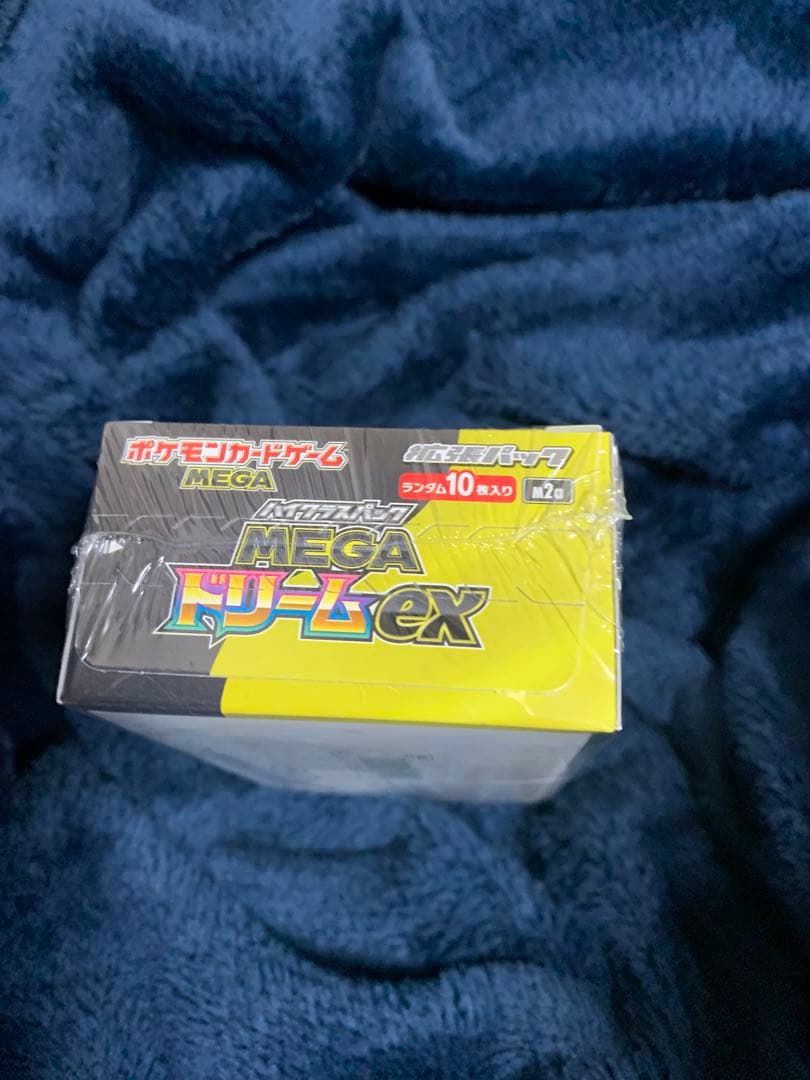 ポケモンカードゲーム
MEGA
拡張パック
ランダム10枚入り
M2a
ハイクラスパック
MEGA
ドリームex